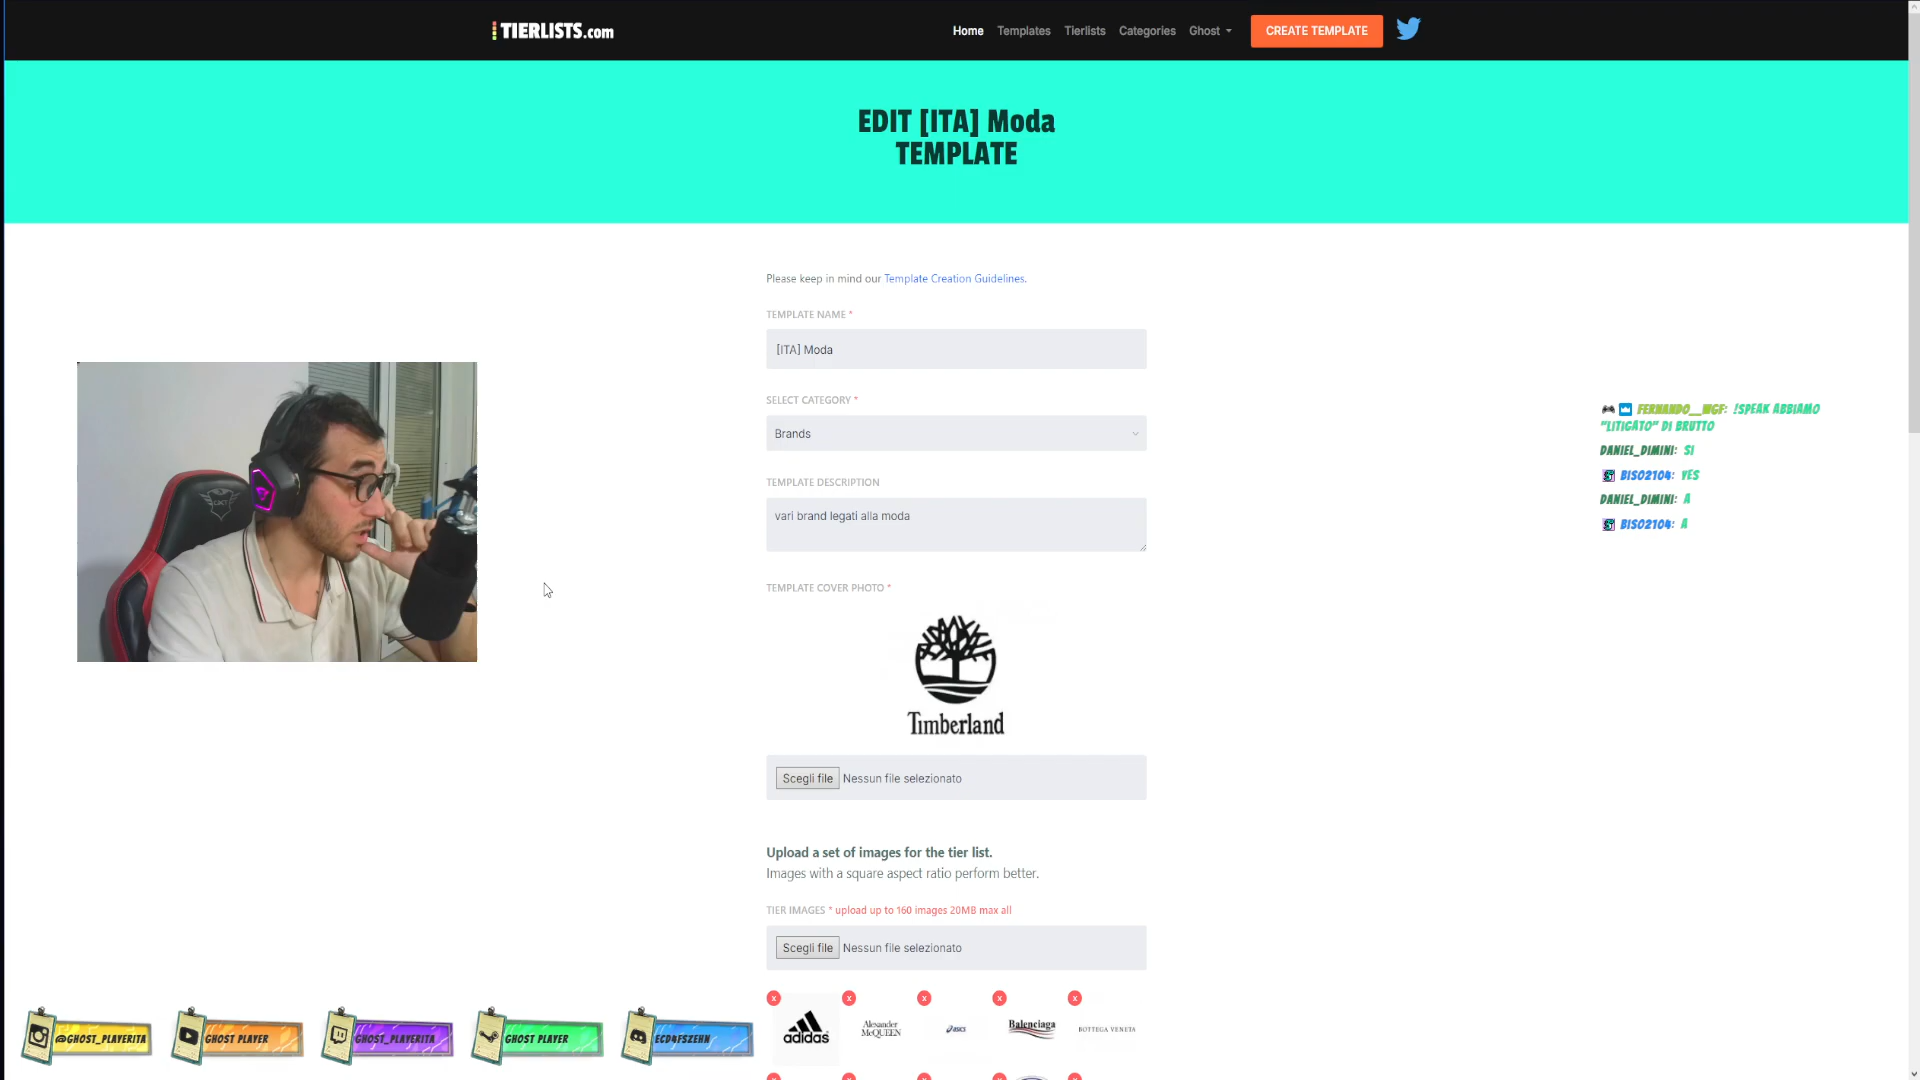 TIERLISTS.com
Home Templates Tierlists Categories Ghost CREATE TEMPLATE
EDIT [ITA] Moda
TEMPLATE
Please keep in mind our Template Creation Guidelines.
TEMPLATE NAME *
[ITA] Moda
SELECT CATEGORY *
Brands
TEMPLATE DESCRIPTION
vari brand legati alla moda
TEMPLATE COVER PHOTO *
Timberland
Scegli file Nessun file selezionato
Upload a set of images for the tier list.
Images with a square aspect ratio perform better.
TIER IMAGES * upload up to 160 images 20MB max all
Scegli file Nessun file selezionato
x x x x x
adidas
Alexander
McQUEEN
asics
Balenciaga
BOTTEGA VENETA
FERNANDO__WGF: !SPEAK ABBIAMO
"LITIGATO" DI BRUTTO
DANIEL_DIMINI: SI
BISO2104: YES
DANIEL_DIMINI: A
BISO2104: A
GXT
@GHOST_PLAYERITA
GHOST PLAYER
GHOST_PLAYERITA
GHOST PLAYER
ECD4FSZEHN